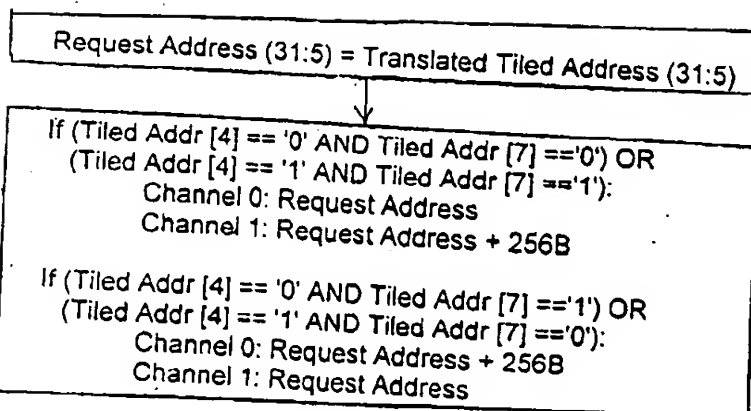 Request Address (31:5) = Translated Tiled Address (31:5)
If (Tiled Addr [4] == '0' AND Tiled Addr [7] =='0') OR
(Tiled Addr [4] == '1' AND Tiled Addr [7] =='1'):
Channel 0: Request Address
Channel 1: Request Address + 256B
If (Tiled Addr [4] == '0' AND Tiled Addr [7] =='1') OR
(Tiled Addr [4] == '1' AND Tiled Addr [7] =='0'):
Channel 0: Request Address + 256B
Channel 1: Request Address